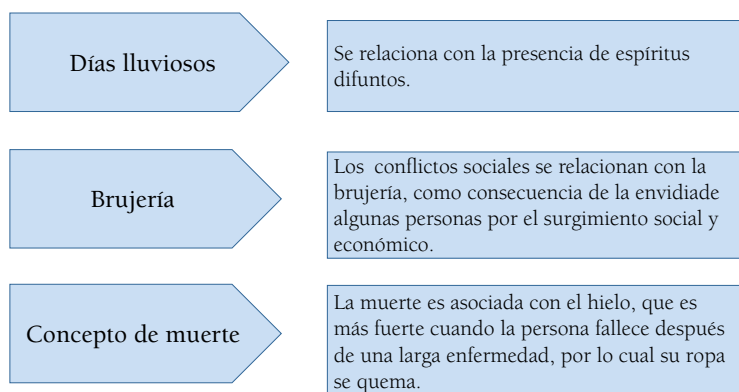 Días lluviosos
Se relaciona con la presencia de espíritus
difuntos.
Brujería
Los conflictos sociales se relacionan con la
brujería, como consecuencia de la envidiade
algunas personas por el surgimiento social y
económico.
Concepto de muerte
La muerte es asociada con el hielo, que es
más fuerte cuando la persona fallece después
de una larga enfermedad, por lo cual su ropa
se quema.